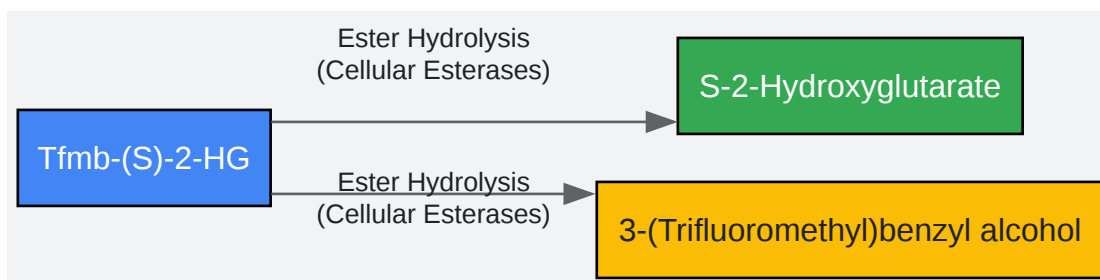 Ester Hydrolysis
(Cellular Esterases)
S-2-Hydroxyglutarate
Tfmb-(S)-2-HG
Ester Hydrolysis
(Cellular Esterases)
3-(Trifluoromethyl)benzyl alcohol